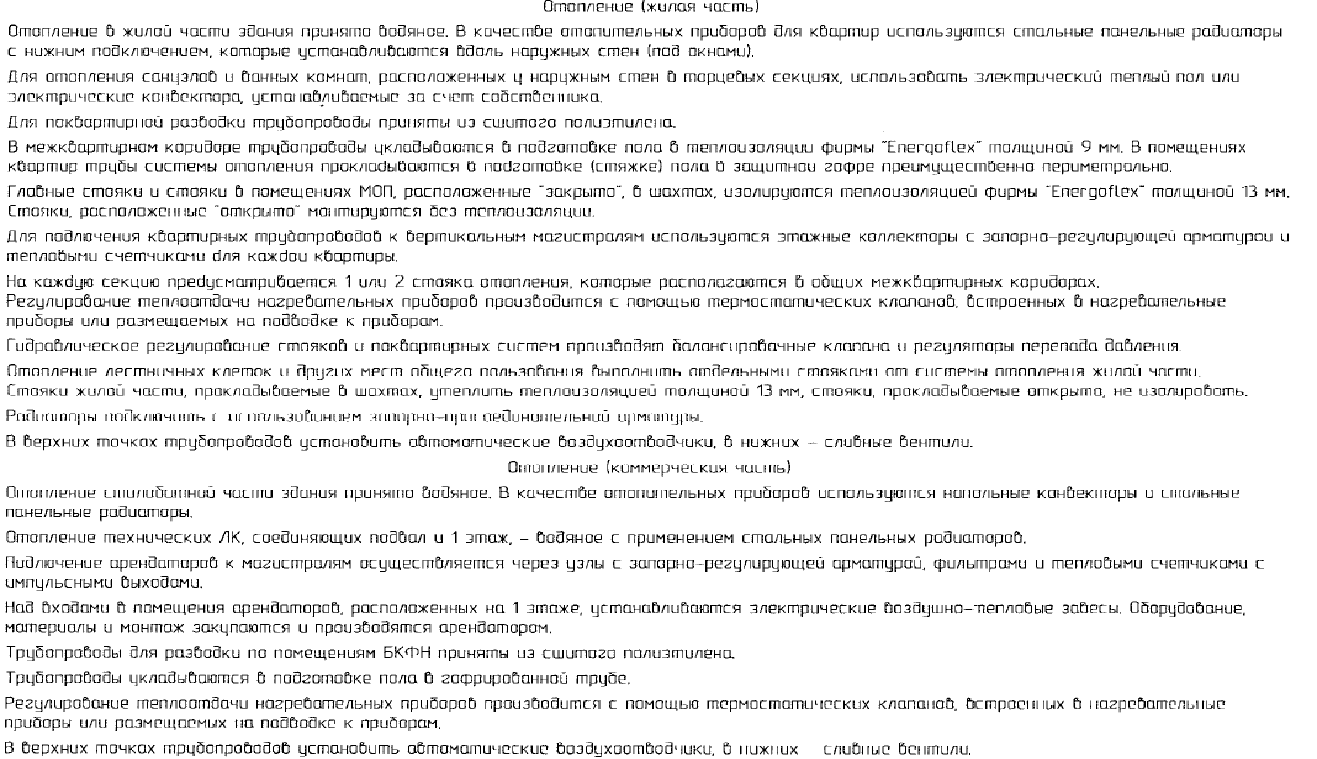 Отопление (жилая часть)
Отопление в жилой части здания принято водяное. В качестве отопительных приборов для квартир используются стальные панельные радиаторы
с нижним подключением, которые устанавливаются вдоль наружных стен (под окнами).
Для отопления санузлов и ванных комнат, расположенных у наружных стен в торцевых секциях, использовать электрический теплый пол или
электрические конвектора, устанавливаемые за счет собственника.
Для поквартирной разводки трубопроводы приняты из сшитого полиэтилена.
В межквартирном коридоре трубопроводы укладываются в подготовке пола в теплоизоляции фирмы "Energoflex" толщиной 9 мм. В помещениях
квартир трубы системы отопления прокладываются в подготовке (стяжке) пола в защитной гофре преимущественно периметрально.
Главные стояки и стояки в помещениях МОП, расположенные "закрыто", в шахтах, изолируются теплоизоляцией фирмы "Energoflex" толщиной 13 мм.
Стояки, расположенные "открыто" монтируются без теплоизоляции.
Для подлючения квартирных трубопроводов к вертикальным магистралям используются этажные коллекторы с запорно-регулирующей арматурой и
тепловыми счетчиками для каждой квартиры.
На каждую секцию предусматривается 1 или 2 стояка отопления, которые располагаются в общих межквартирных коридорах.
Регулирование теплоотдачи нагревательных приборов производится с помощью термостатических клапанов, встроенных в нагревательные
приборы или размещаемых на подводке к приборам.
Гидравлическое регулирование стояков и поквартирных систем производят балансировочные клапана и регуляторы перепада давления.
Отопление лестничных клеток и других мест общего пользования выполнить отдельными стояками от системы отопления жилой части.
Стояки жилой части, прокладываемые в шахтах, утеплить теплоизоляцией толщиной 13 мм, стояки, прокладываемые открыто, не изолировать.
Радиаторы подключить с использованием запорно-присоединительной арматуры.
В верхних точках трубопроводов установить автоматические воздухоотводчики, в нижних – сливные вентили.
Отопление (коммерческая часть)
Отопление стилобатной части здания принято водяное. В качестве отопительных приборов используются напольные конвекторы и стальные
панельные радиаторы.
Отопление технических ЛК, соединяющих подвал и 1 этаж, – водяное с применением стальных панельных радиаторов.
Подлючение арендаторов к магистралям осуществляется через узлы с запорно-регулирующей арматурой, фильтрами и тепловыми счетчиками с
импульсными выходами.
Над входами в помещения арендаторов, расположенных на 1 этаже, устанавливаются электрические воздушно-тепловые завесы. Оборудование,
материалы и монтаж закупаются и производятся арендатором.
Трубопроводы для разводки по помещениям БКФН приняты из сшитого полиэтилена.
Трубопроводы укладываются в подготовке пола в гофрированной трубе.
Регулирование теплоотдачи нагревательных приборов производится с помощью термостатических клапанов, встроенных в нагревательные
приборы или размещаемых на подводке к приборам.
В верхних точках трубопроводов установить автоматические воздухоотводчики, в нижних сливные вентили.